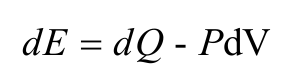 dE = dQ - PdV